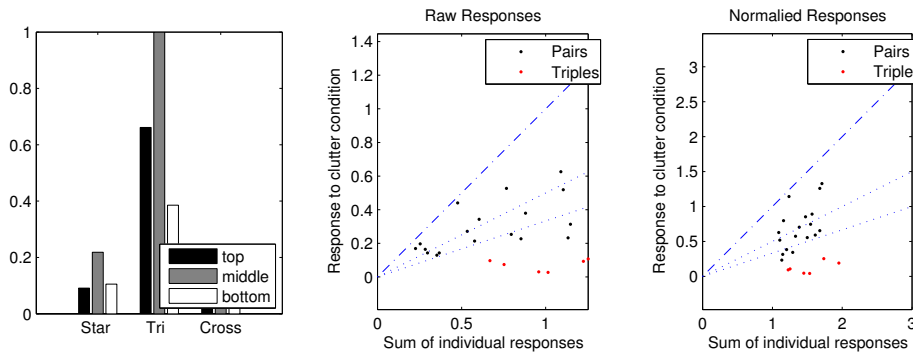 Raw Responses
Normalied Responses
1
0.8
0.6
0.4
0.2
0
Star Tri Cross
top
middle
bottom
Response to clutter condition
1.4
1.2
1
0.8
0.6
0.4
0.2
0
0 0.5 1
Sum of individual responses
Pairs
Triples
Response to clutter condition
3
2.5
2
1.5
1
0.5
0
0 1 2 3
Sum of individual responses
Pairs
Triple